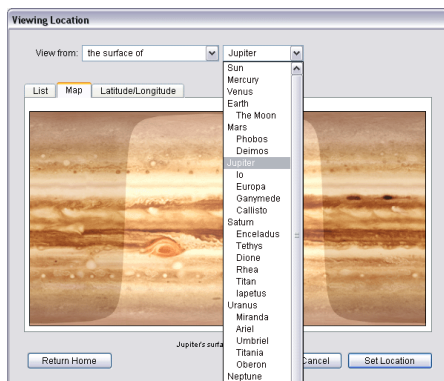 Viewing Location
View from: the surface of Jupiter
List Map Latitude/Longitude
Sun
Mercury
Venus
Earth
The Moon
Mars
Phobos
Deimos
Jupiter
Io
Europa
Ganymede
Callisto
Saturn
Enceladus
Tethys
Dione
Rhea
Titan
Iapetus
Uranus
Miranda
Ariel
Umbriel
Titania
Oberon
Neptune
Jupiter's surfa
Return Home Cancel Set Location